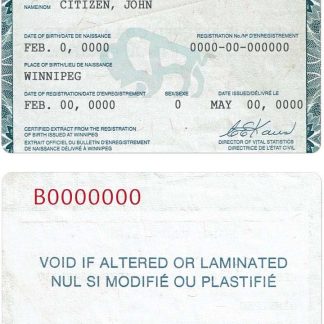 NAME/NOM
CITIZEN, JOHN
DATE OF BIRTH/DATE DE NAISSANCE
REGISTRATION No./Nº D'ENREGISTREMENT
FEB. 0, 0000
0000-00-000000
PLACE OF BIRTH/LIEU DE NAISSANCE
WINNIPEG
DATE OF REGISTRATION/DATE D'ENREGISTREMENT
SEX/SEXE
DATE ISSUED/DÉLIVRÉ LE
FEB. 00, 0000
0
MAY 00, 0000
CERTIFIED EXTRACT FROM THE REGISTRATION
OF BIRTH ISSUED AT WINNIPEG
EXTRAIT OFFICIEL DU BULLETIN D'ENREGISTREMENT
DE NAISSANCE DÉLIVRÉ À WINNIPEG
DIRECTOR OF VITAL STATISTICS
DIRECTRICE DE L'ÉTAT CIVIL
B0000000
VOID IF ALTERED OR LAMINATED
NUL SI MODIFIÉ OU PLASTIFIÉ